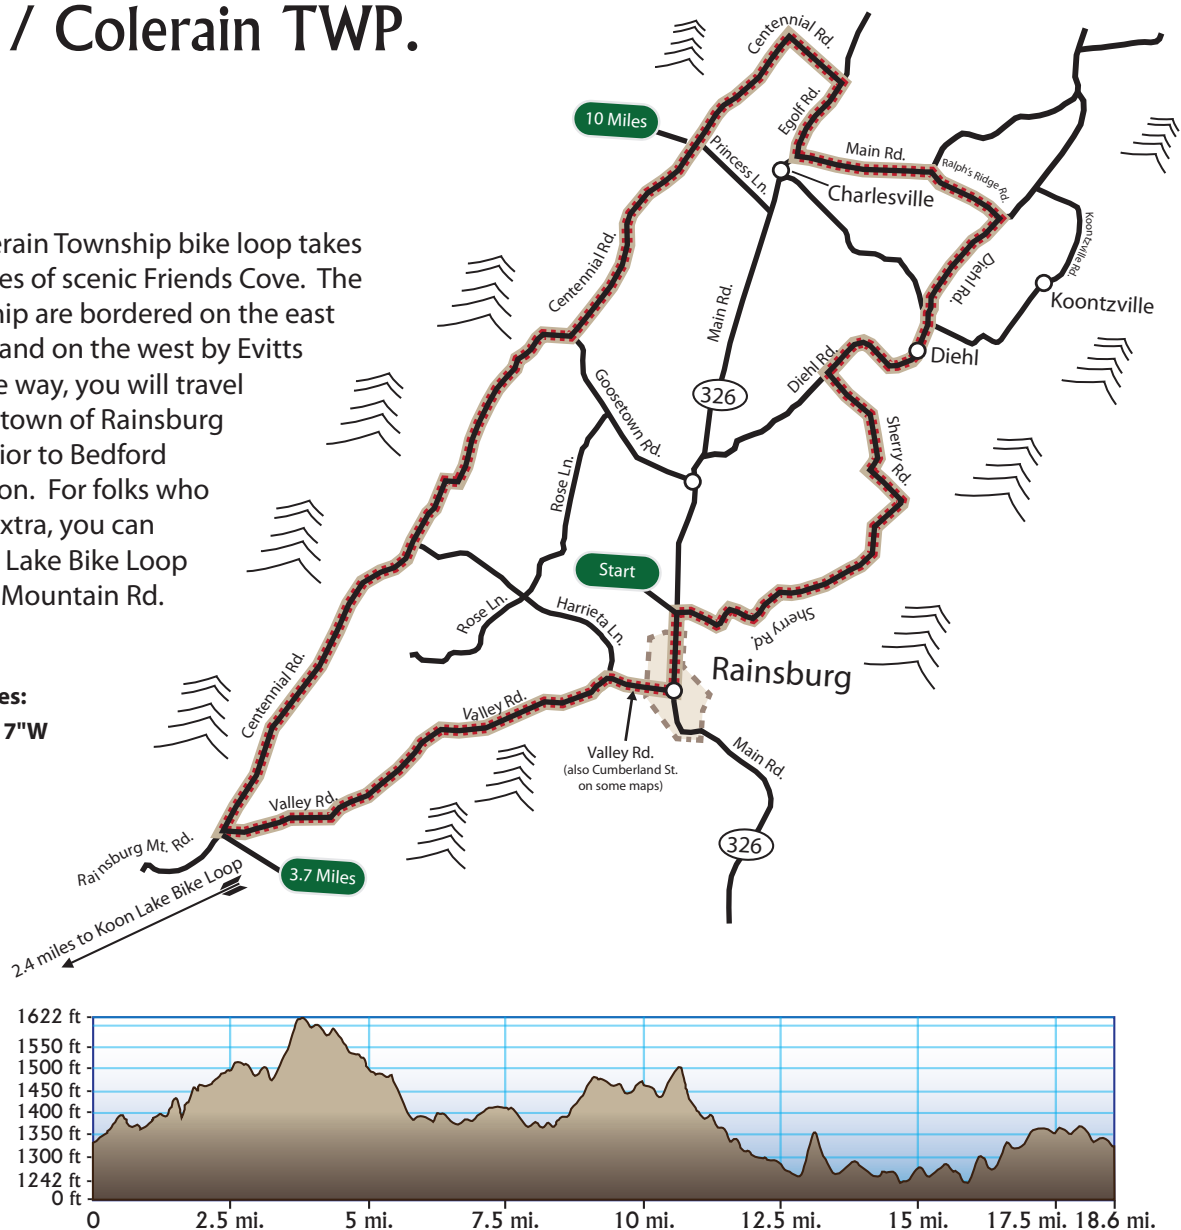 / Colerain TWP.
erain Township bike loop takes
es of scenic Friends Cove.  The
hip are bordered on the east
and on the west by Evitts
e way, you will travel
town of Rainsburg
ior to Bedford
on.  For folks who
extra, you can
Lake Bike Loop
Mountain Rd.
es:
7"W
Centennial Rd.
10 Miles
Egolf Rd.
Main Rd.
Ralph's Ridge Rd.
Princess Ln.
Charlesville
Koontzville Rd.
Centennial Rd.
Diehl Rd.
Koontzville
Main Rd.
Diehl
Diehl Rd.
326
Goosetown Rd.
Sherry Rd.
Rose Ln.
Start
Rose Ln.
Harrieta Ln.
Sherry Rd.
Rainsburg
Centennial Rd.
Valley Rd.
Valley Rd.
(also Cumberland St.
on some maps)
Main Rd.
Valley Rd.
326
Rainsburg Mt. Rd.
3.7 Miles
2.4 miles to Koon Lake Bike Loop
1622 ft
1550 ft
1500 ft
1450 ft
1400 ft
1350 ft
1300 ft
1242 ft
0 ft
0 2.5 mi. 5 mi. 7.5 mi. 10 mi. 12.5 mi. 15 mi. 17.5 mi. 18.6 mi.